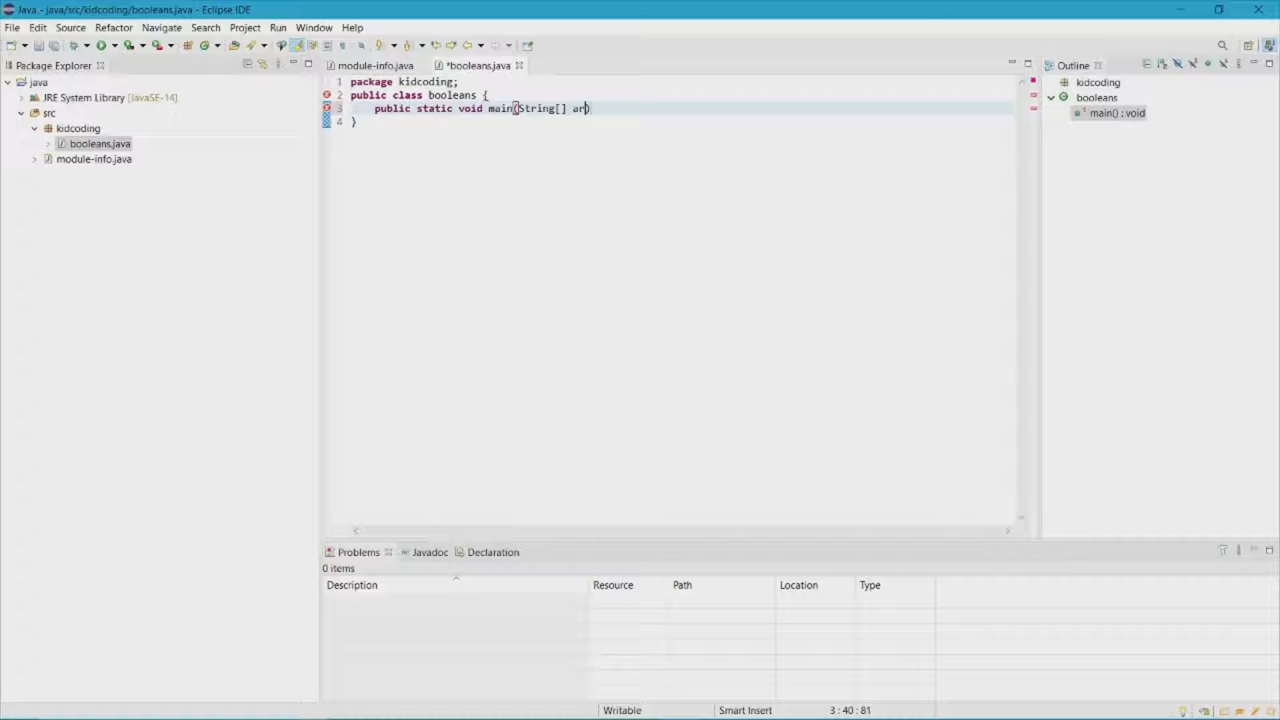 Java - java/src/kidcoding/booleans.java - Eclipse IDE
File Edit Source Refactor Navigate Search Project Run Window Help
Package Explorer
module-info.java
*booleans.java
Outline
java
JRE System Library [JavaSE-14]
src
kidcoding
booleans.java
module-info.java
1 package kidcoding;
2 public class booleans {
3 public static void main(String[] ar)
4 }
kidcoding
booleans
main() : void
Problems Javadoc Declaration
0 items
Description Resource Path Location Type
Writable Smart Insert 3 : 40 : 81